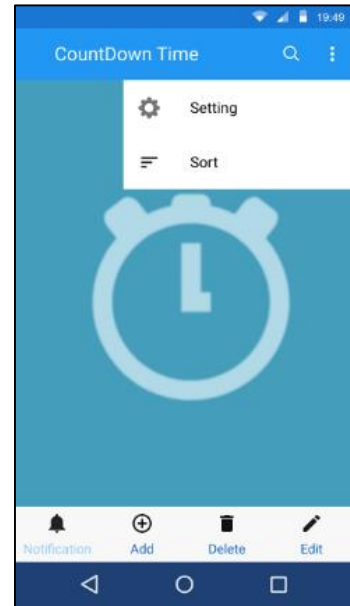 19:49
CountDown Time
Setting
Sort
Notification Add Delete Edit